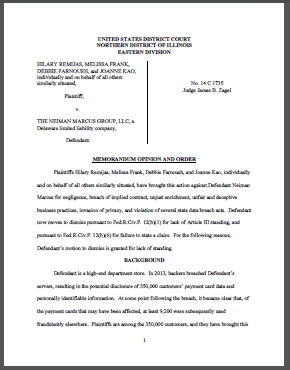 UNITED STATES DISTRICT COURT
NORTHERN DISTRICT OF ILLINOIS
EASTERN DIVISION
HILARY REMIJAS, MELISSA FRANK,
DEBBIE FARNOUSH, and JOANNE KAO,
individually and on behalf of all others
similarly situated,
No. 14 C 1735
Judge James B. Zagel
Plaintiff,
v.
THE NEIMAN MARCUS GROUP, LLC, a
Delaware limited liability company,
Defendant.
MEMORANDUM OPINION AND ORDER
Plaintiffs Hilary Remijas, Melissa Frank, Debbie Farnoush, and Joanne Kao, individually
and on behalf of all others similarly situated, have brought this action against Defendant Neiman
Marcus for negligence, breach of implied contract, unjust enrichment, unfair and deceptive
business practices, invasion of privacy, and violation of several state data breach acts. Defendant
now moves to dismiss pursuant to Fed.R.Civ.P. 12(b)(1) for lack of Article III standing, and
pursuant to Fed.R.Civ.P. 12(b)(6) for failure to state a claim. For the following reasons,
Defendant's motion to dismiss is granted for lack of standing.
BACKGROUND
Defendant is a high-end department store. In 2013, hackers breached Defendant's
servers, resulting in the potential disclosure of 350,000 customers' payment card data and
personally identifiable information. At some point following the breach, it became clear that, of
the payment cards that may have been affected, at least 9,200 were subsequently used
fraudulently elsewhere. Plaintiffs are among the 350,000 customers, and they have brought this
1